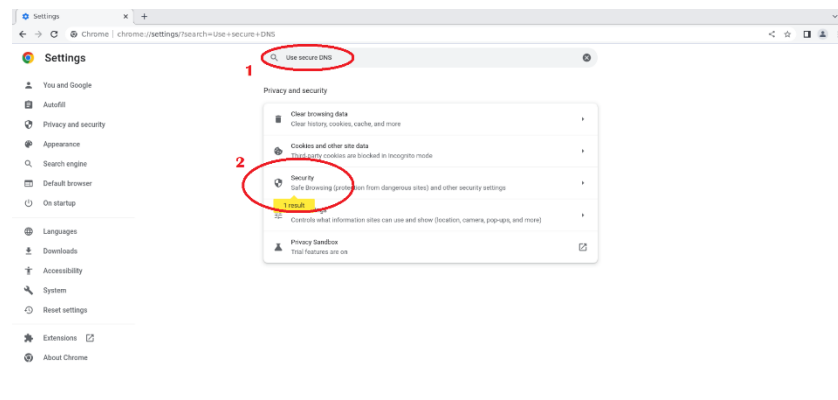 Settings
Chrome | chrome://settings/?search=Use+secure+DNS
Settings
1
Use secure DNS
You and Google
Autofill
Privacy and security
Appearance
Search engine
Default browser
On startup
Languages
Downloads
Accessibility
System
Reset settings
Extensions
About Chrome
Privacy and security
Clear browsing data
Clear history, cookies, cache, and more
Cookies and other site data
Third-party cookies are blocked in Incognito mode
2
Security
Safe Browsing (protection from dangerous sites) and other security settings
1 result
Controls what information sites can use and show (location, camera, pop-ups, and more)
Privacy Sandbox
Trial features are on